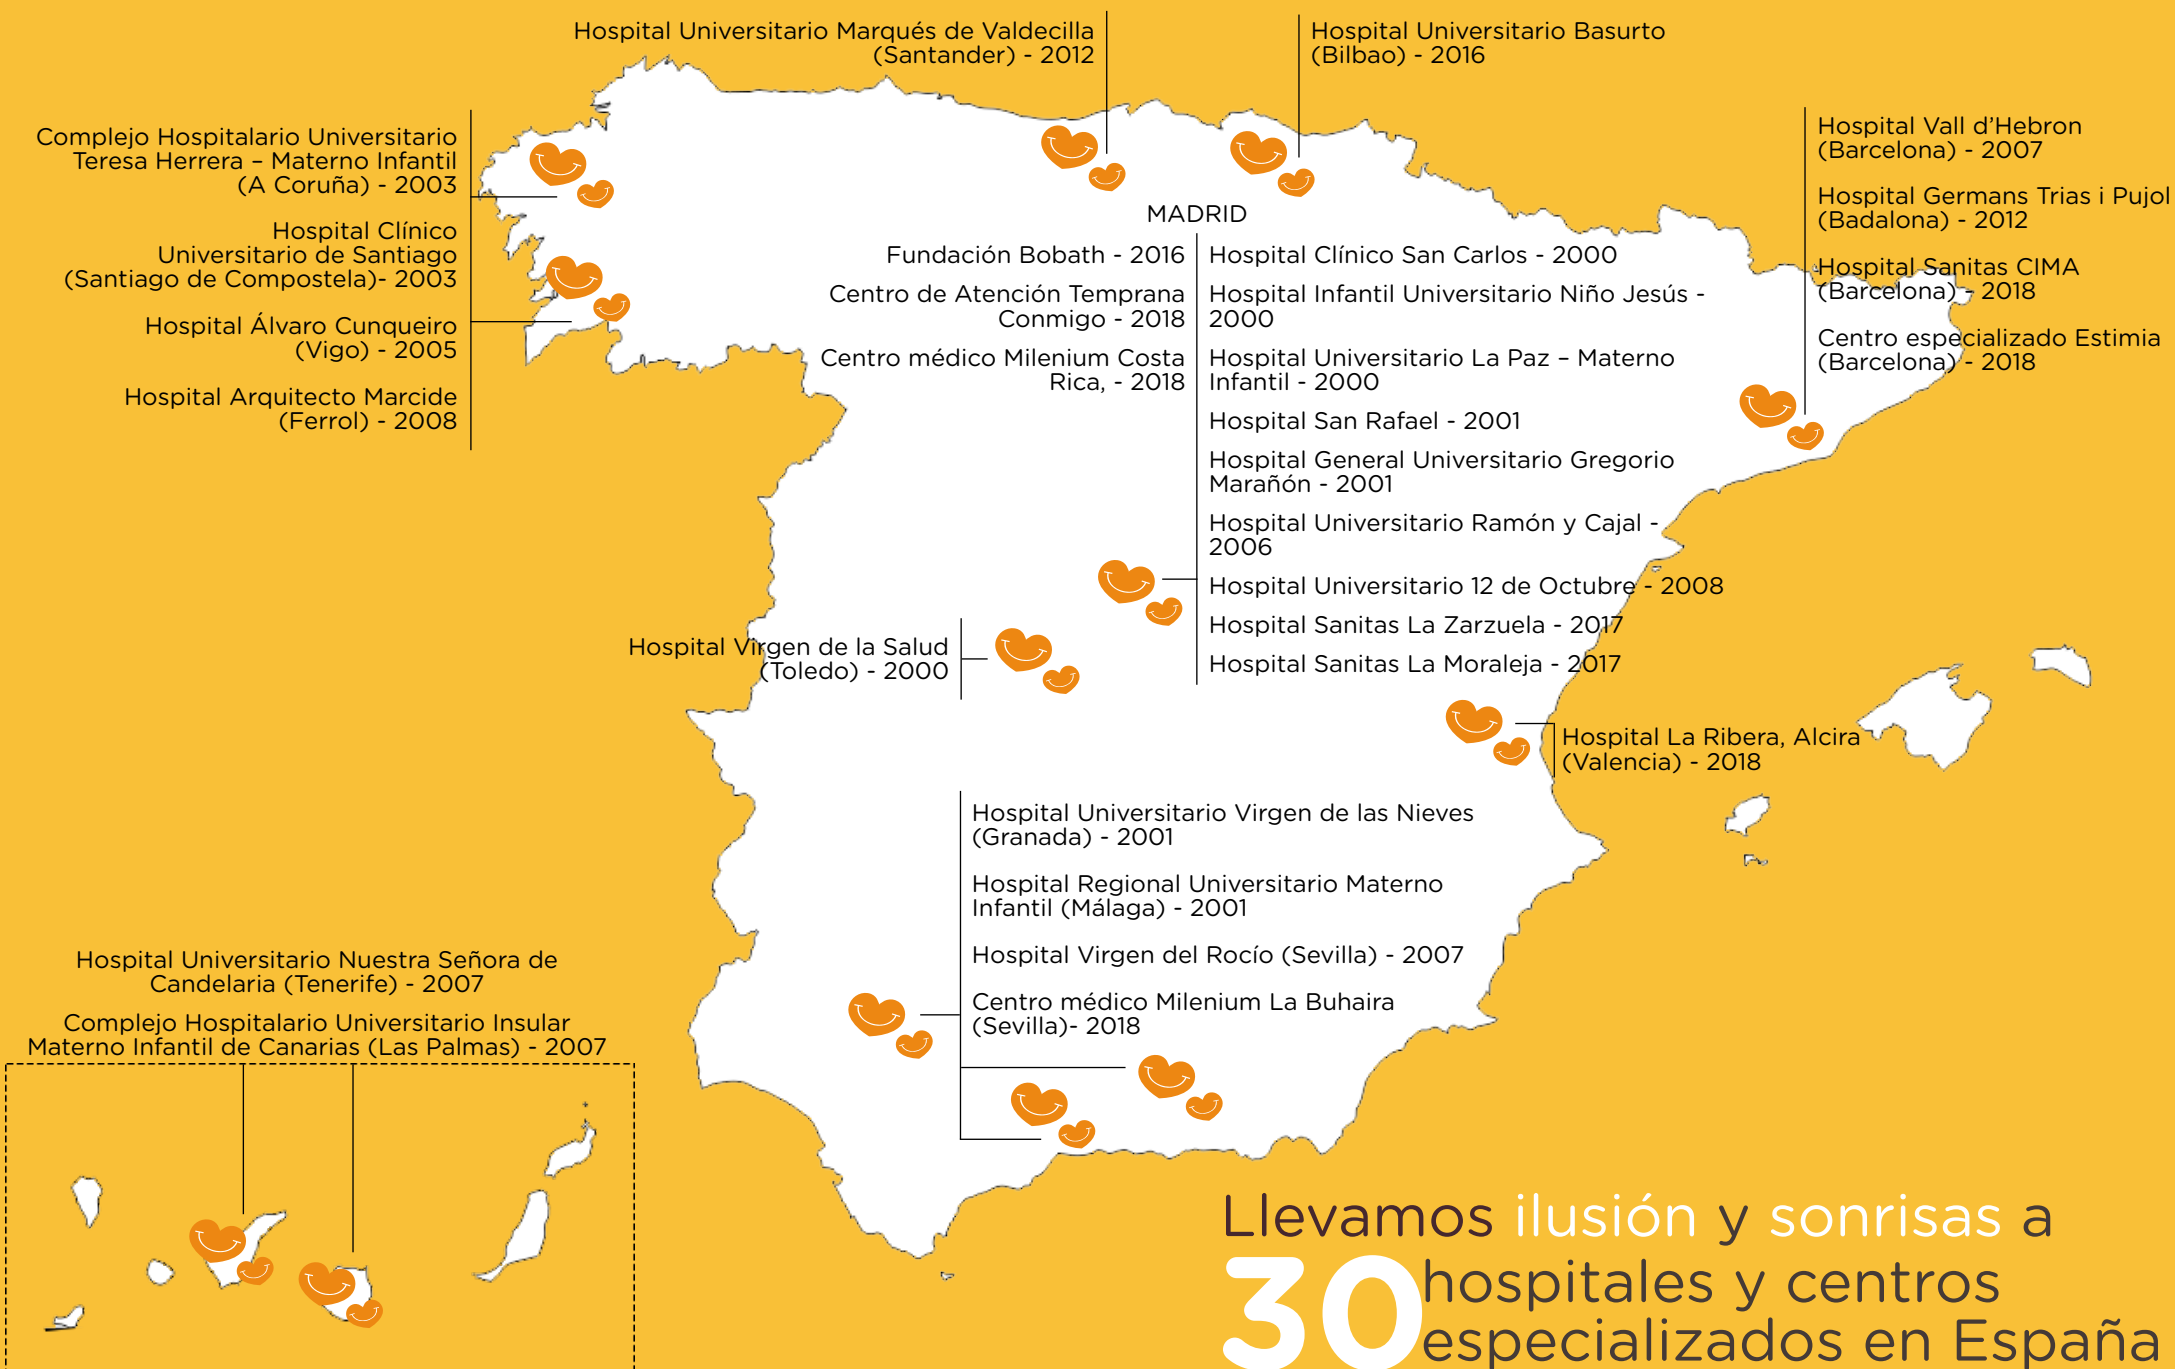 Hospital Universitario Marqués de Valdecilla
(Santander) - 2012
Hospital Universitario Basurto
(Bilbao) - 2016
Complejo Hospitalario Universitario
Teresa Herrera – Materno Infantil
(A Coruña) - 2003
Hospital Clínico
Universitario de Santiago
(Santiago de Compostela)- 2003
Hospital Álvaro Cunqueiro
(Vigo) - 2005
Hospital Arquitecto Marcide
(Ferrol) - 2008
Hospital Vall d'Hebron
(Barcelona) - 2007
Hospital Germans Trias i Pujol
(Badalona) - 2012
Hospital Sanitas CIMA
(Barcelona) - 2018
Centro especializado Estimia
(Barcelona) - 2018
MADRID
Fundación Bobath - 2016
Centro de Atención Temprana
Conmigo - 2018
Centro médico Milenium Costa
Rica, - 2018
Hospital Clínico San Carlos - 2000
Hospital Infantil Universitario Niño Jesús -
2000
Hospital Universitario La Paz – Materno
Infantil - 2000
Hospital San Rafael - 2001
Hospital General Universitario Gregorio
Marañón - 2001
Hospital Universitario Ramón y Cajal -
2006
Hospital Universitario 12 de Octubre - 2008
Hospital Sanitas La Zarzuela - 2017
Hospital Sanitas La Moraleja - 2017
Hospital Virgen de la Salud
(Toledo) - 2000
Hospital La Ribera, Alcira
(Valencia) - 2018
Hospital Universitario Virgen de las Nieves
(Granada) - 2001
Hospital Regional Universitario Materno
Infantil (Málaga) - 2001
Hospital Virgen del Rocío (Sevilla) - 2007
Centro médico Milenium La Buhaira
(Sevilla)- 2018
Hospital Universitario Nuestra Señora de
Candelaria (Tenerife) - 2007
Complejo Hospitalario Universitario Insular
Materno Infantil de Canarias (Las Palmas) - 2007
Llevamos ilusión y sonrisas a
30 hospitales y centros
especializados en España